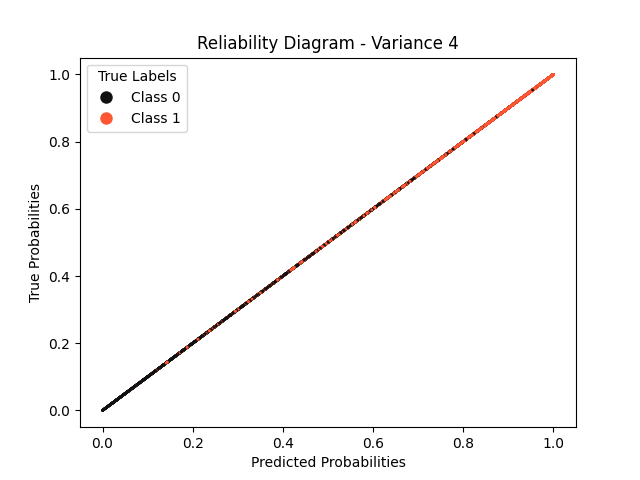 Reliability Diagram - Variance 4
True Labels
Class 0
Class 1
1.0
0.8
0.6
0.4
0.2
0.0
True Probabilities
0.0 0.2 0.4 0.6 0.8 1.0
Predicted Probabilities